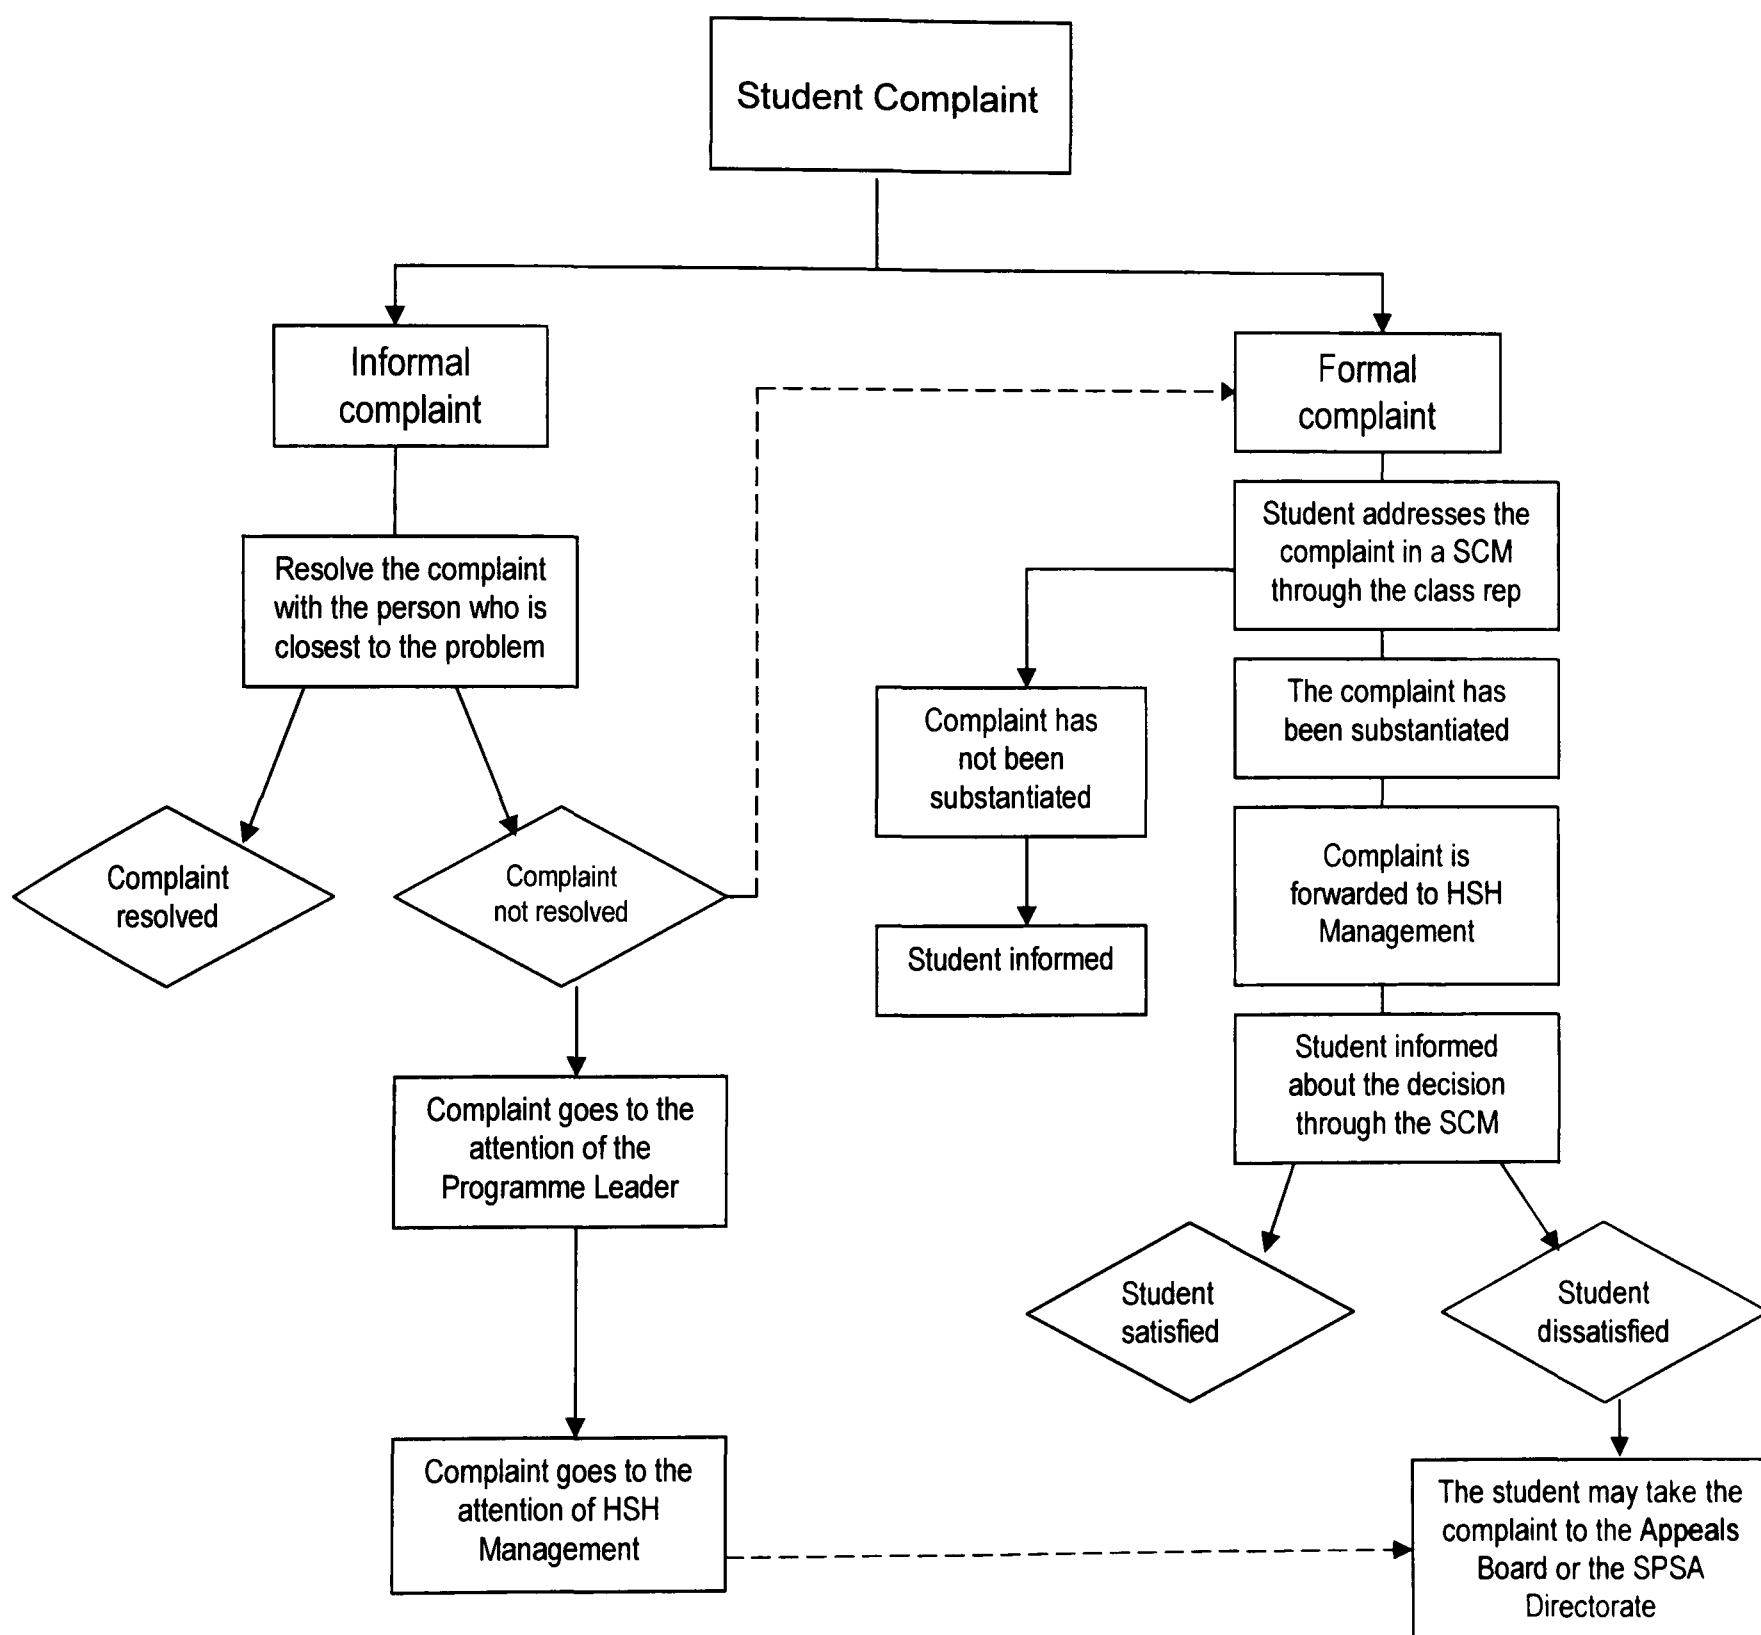 Student Complaint
Informal
complaint
Formal
complaint
Resolve the complaint
with the person who is
closest to the problem
Student addresses the
complaint in a SCM
through the class rep
Complaint has
not been
substantiated
The complaint has
been substantiated
Complaint
resolved
Complaint
not resolved
Student informed
Complaint is
forwarded to HSH
Management
Student informed
about the decision
through the SCM
Complaint goes to the
attention of the
Programme Leader
Student
satisfied
Student
dissatisfied
Complaint goes to the
attention of HSH
Management
The student may take the
complaint to the Appeals
Board or the SPSA
Directorate